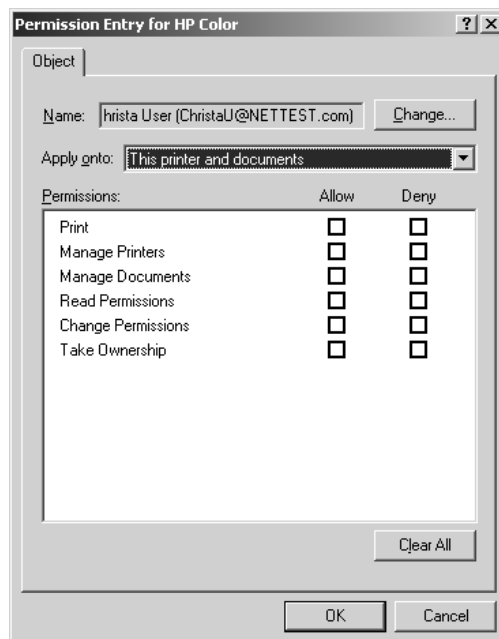 Permission Entry for HP Color
Object
Name: hrista User (ChristaU@NETTEST.com) Change...
Apply onto: This printer and documents
Permissions: Allow Deny
Print
Manage Printers
Manage Documents
Read Permissions
Change Permissions
Take Ownership
Clear All
OK Cancel